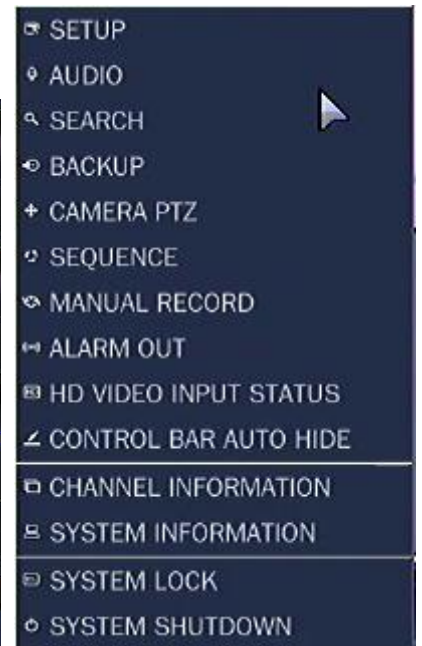 SETUP
AUDIO
SEARCH
BACKUP
CAMERA PTZ
SEQUENCE
MANUAL RECORD
ALARM OUT
HD VIDEO INPUT STATUS
CONTROL BAR AUTO HIDE
CHANNEL INFORMATION
SYSTEM INFORMATION
SYSTEM LOCK
SYSTEM SHUTDOWN